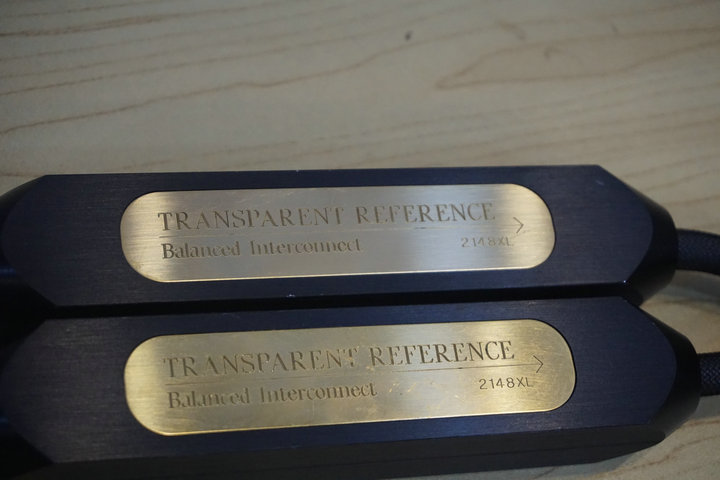 TRANSPARENT REFERENCE
Balanced Interconnect 2148XL
TRANSPARENT REFERENCE
Balanced Interconnect 2148XL